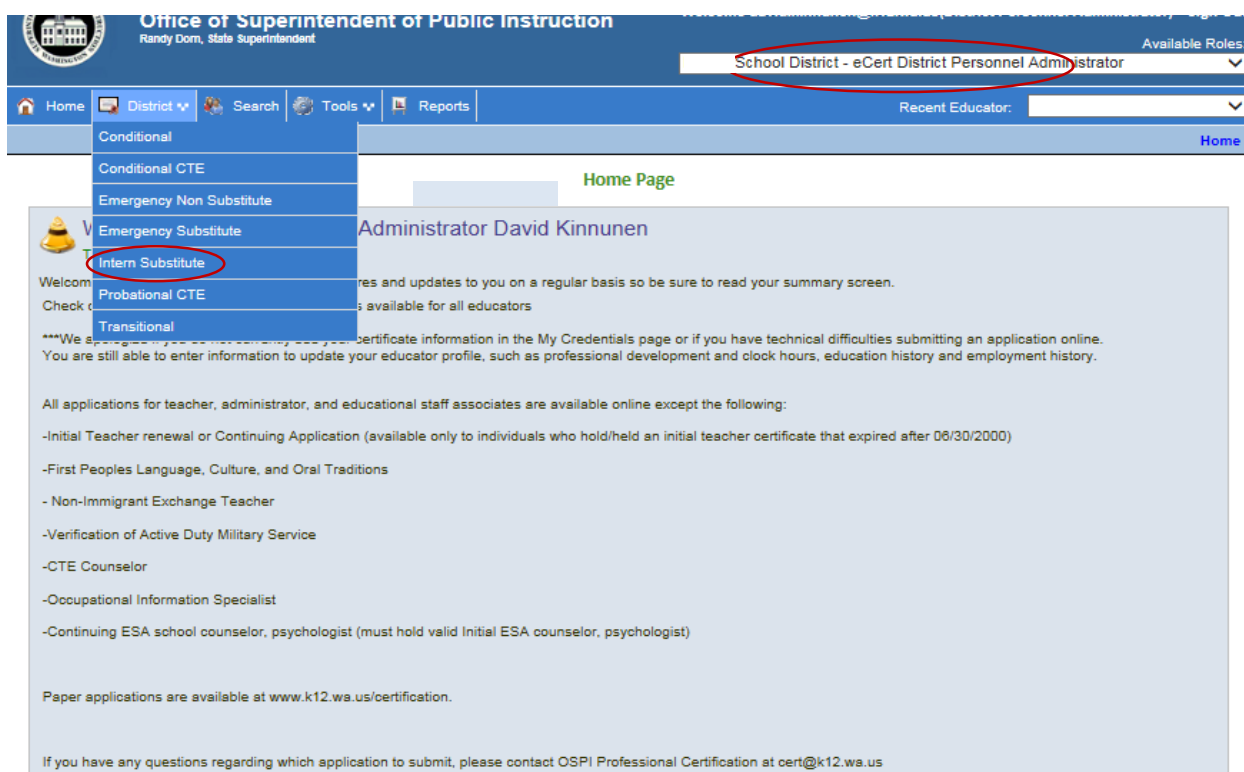 Office of Superintendent of Public Instruction
Randy Dorn, State Superintendent
Available Roles:
School District - eCert District Personnel Administrator
Home District Search Tools Reports
Recent Educator:
Home
Conditional
Conditional CTE
Emergency Non Substitute
Emergency Substitute
Intern Substitute
Probational CTE
Transitional
Home Page
Administrator David Kinnunen
Welcom res and updates to you on a regular basis so be sure to read your summary screen.
Check available for all educators
***We certificate information in the My Credentials page or if you have technical difficulties submitting an application online.
You are still able to enter information to update your educator profile, such as professional development and clock hours, education history and employment history.
All applications for teacher, administrator, and educational staff associates are available online except the following:
-Initial Teacher renewal or Continuing Application (available only to individuals who hold/held an initial teacher certificate that expired after 06/30/2000)
-First Peoples Language, Culture, and Oral Traditions
- Non-Immigrant Exchange Teacher
-Verification of Active Duty Military Service
-CTE Counselor
-Occupational Information Specialist
-Continuing ESA school counselor, psychologist (must hold valid Initial ESA counselor, psychologist)
Paper applications are available at www.k12.wa.us/certification.
If you have any questions regarding which application to submit, please contact OSPI Professional Certification at cert@k12.wa.us